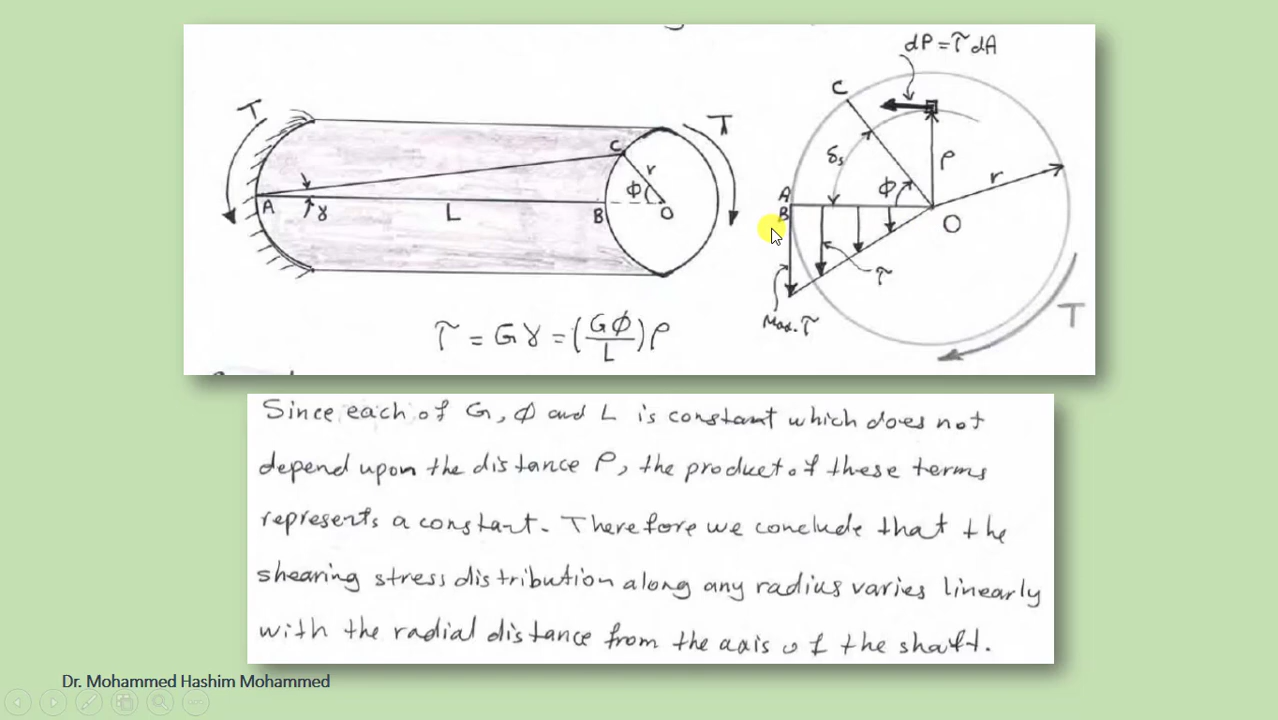 dP = τ dA
T
T
C
r
Φ
A
γ
L
B
O
C
δs
ρ
r
Φ
A
B
O
τ
Max. τ
T
τ = Gγ = (GΦ/L) ρ
Since each of G, Φ and L is constant which does not
depend upon the distance ρ, the product of these terms
represents a constant. Therefore we conclude that the
shearing stress distribution along any radius varies linearly
with the radial distance from the axis of the shaft.
Dr. Mohammed Hashim Mohammed